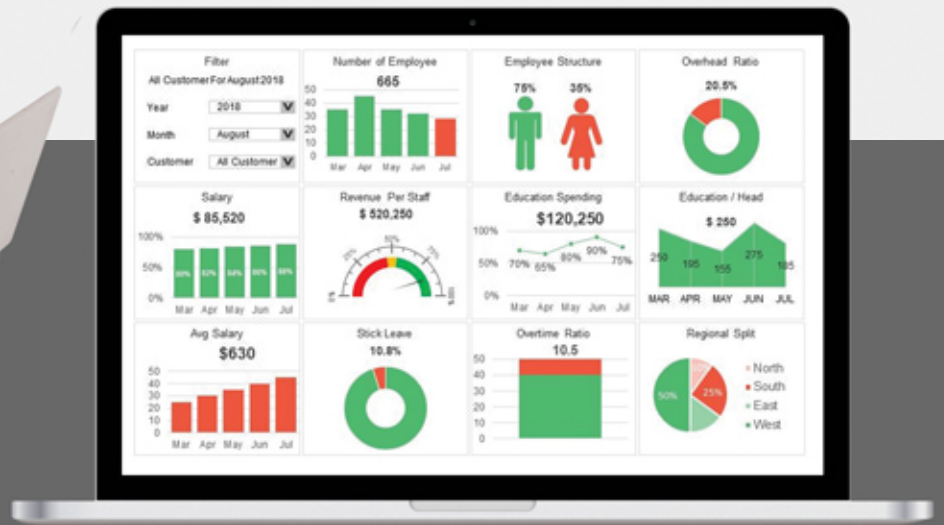 Filter
All Customer For August 2018
Year 2018
Month August
Customer All Customer
Number of Employee
665
50
40
30
20
10
0
Mar Apr May Jun Jul
Employee Structure
75% 35%
Overhead Ratio
20.5%
Salary
$ 85,520
100%
50%
0%
80% 82% 84% 86% 88%
Mar Apr May Jun Jul
Revenue Per Staff
$ 520,250
0% 25% 50% 75% 100%
Education Spending
$120,250
100%
50%
0%
70% 65% 80% 90% 75%
Mar Apr May Jun Jul
Education / Head
$ 250
250 195 155 275 185
MAR APR MAY JUN JUL
Avg Salary
$630
50
40
30
20
10
0
Mar Apr May Jun Jul
Stick Leave
10.8%
Overtime Ratio
10.5
50
40
30
20
10
0
Regional Split
50% 25%
North
South
East
West